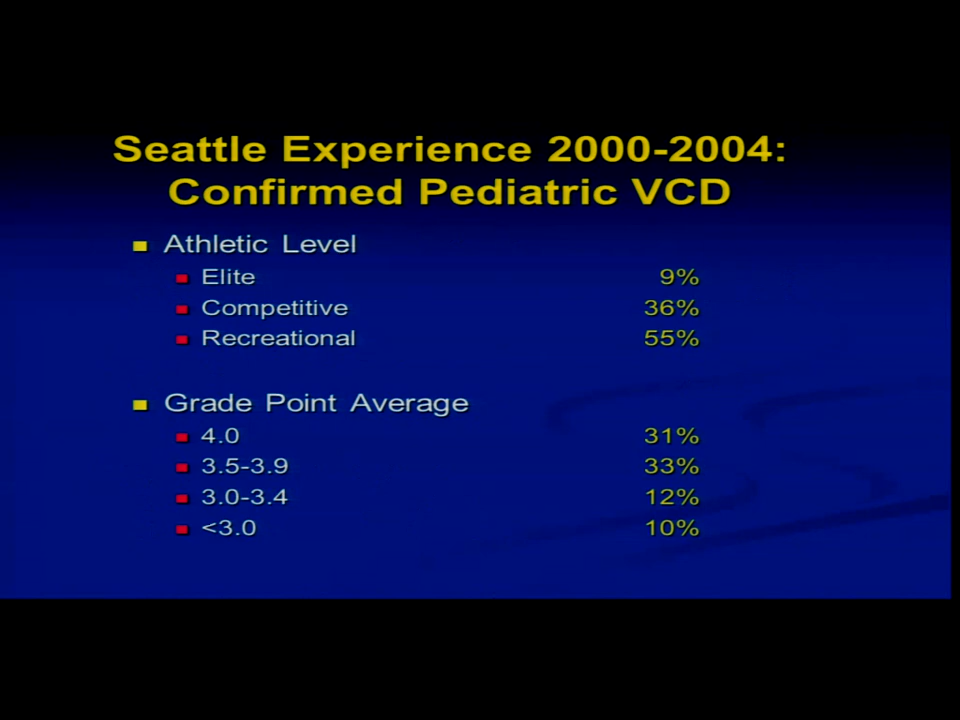 Seattle Experience 2000-2004:
Confirmed Pediatric VCD
Athletic Level
Elite 9%
Competitive 36%
Recreational 55%
Grade Point Average
4.0 31%
3.5-3.9 33%
3.0-3.4 12%
<3.0 10%